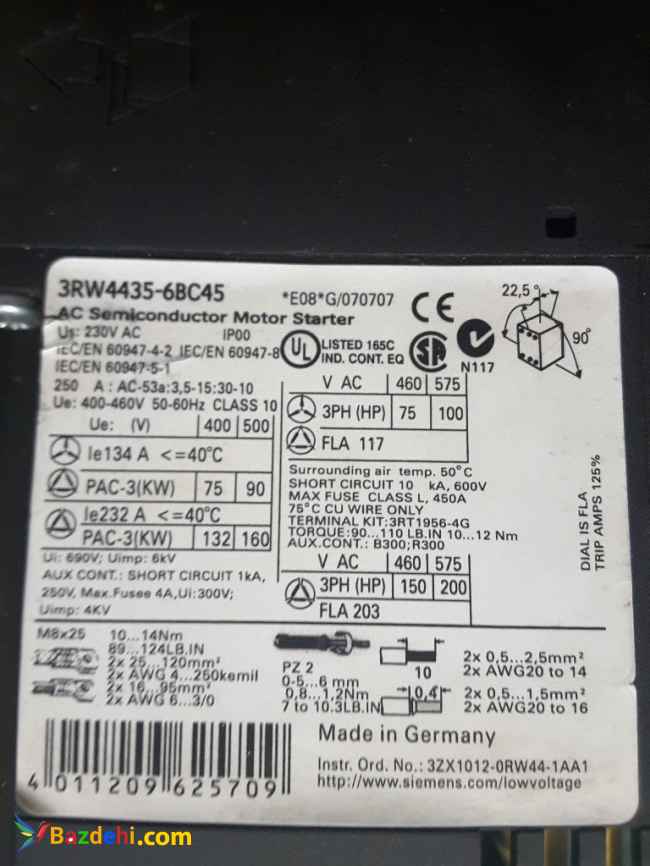 3RW4435-6BC45
*E08*G/070707
CE
AC Semiconductor Motor Starter
Us: 230V AC IP00
IEC/EN 60947-4-2 IEC/EN 60947-8
IEC/EN 60947-5-1
250 A: AC-53a:3,5-15:30-10
Ue: 400-460V 50-60Hz CLASS 10
Ue: (V) 400 500
Ie134 A <=40°C
PAC-3(KW) 75 90
Ie232 A <=40°C
PAC-3(KW) 132 160
Ui: 690V; Uimp: 6kV
AUX CONT.: SHORT CIRCUIT 1kA,
250V, Max.Fusee 4A,Ui:300V;
Uimp: 4KV
UL LISTED 165C
IND. CONT. EQ
SA
N117
22,5°
90°
V AC 460 575
3PH (HP) 75 100
FLA 117
Surrounding air temp. 50°C
SHORT CIRCUIT 10 kA, 600V
MAX FUSE CLASS L, 450A
75°C CU WIRE ONLY
TERMINAL KIT:3RT1956-4G
TORQUE:90...110 LB.IN 10...12 Nm
AUX.CONT.: B300;R300
V AC 460 575
3PH (HP) 150 200
FLA 203
DIAL IS FLA
TRIP AMPS 125%
M8x25 10...14Nm
89...124LB.IN
2x 25...120mm²
2x AWG 4...250kcmil
2x 16...95mm²
2x AWG 6...3/0
PZ 2
0-5...6 mm
0,8...1,2Nm
7 to 10.3LB.IN
10
2x 0,5...2,5mm²
2x AWG20 to 14
0,4"
2x 0,5...1,5mm²
2x AWG20 to 16
Made in Germany
Instr. Ord. No.: 3ZX1012-0RW44-1AA1
http://www.siemens.com/lowvoltage
4 011209 625709
Bazdehi.com